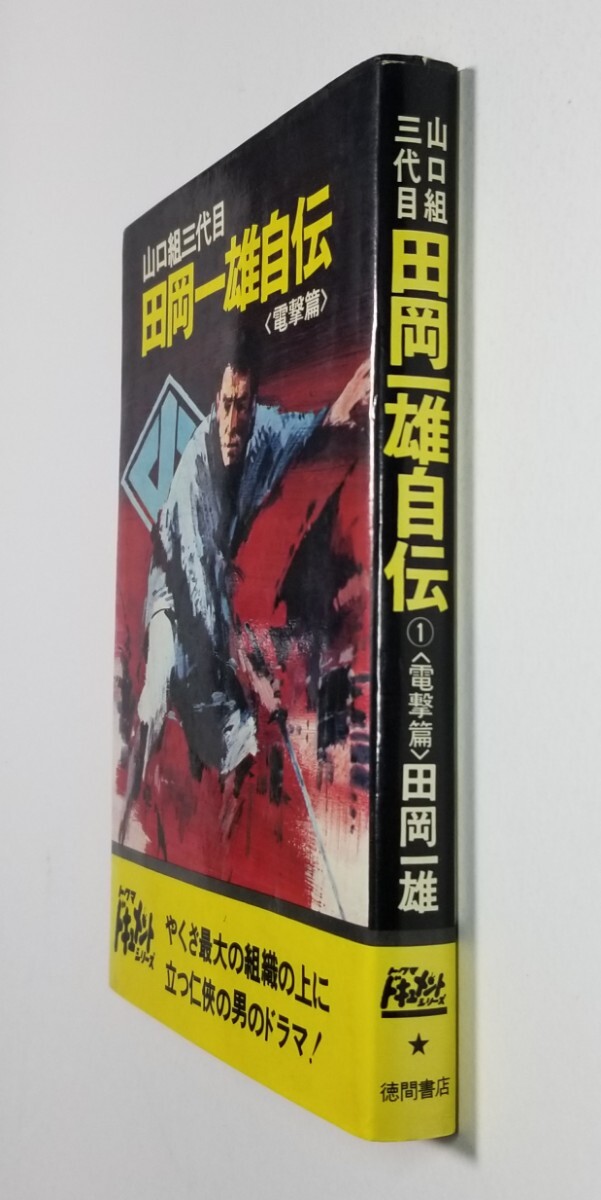 山口組三代目
田岡一雄自伝
〈電撃篇〉
トクマ
ドキュメント
シリーズ
やくざ最大の組織の上に
立つ仁侠の男のドラマ!
山口組
三代目
田岡一雄自伝
①〈電撃篇〉
田岡一雄
トクマ
ドキュメント
シリーズ
★
徳間書店